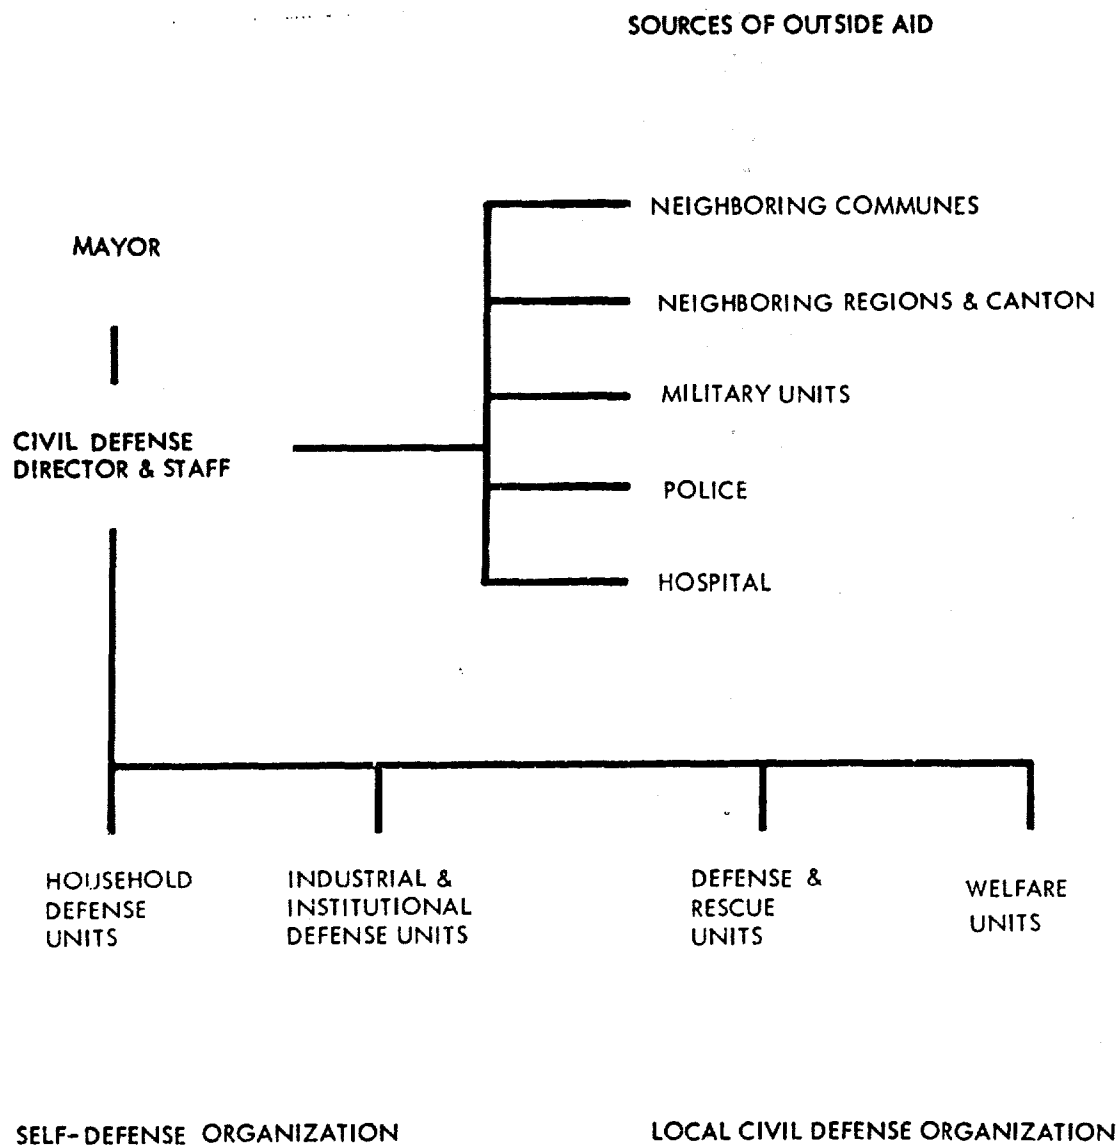 SOURCES OF OUTSIDE AID
NEIGHBORING COMMUNES
MAYOR
NEIGHBORING REGIONS & CANTON
MILITARY UNITS
CIVIL DEFENSE
DIRECTOR & STAFF
POLICE
HOSPITAL
HOUSEHOLD
DEFENSE
UNITS
INDUSTRIAL &
INSTITUTIONAL
DEFENSE UNITS
DEFENSE &
RESCUE
UNITS
WELFARE
UNITS
SELF-DEFENSE ORGANIZATION
LOCAL CIVIL DEFENSE ORGANIZATION